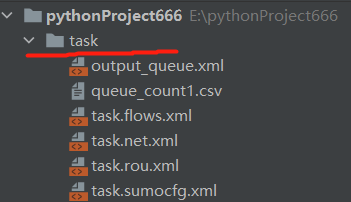 pythonProject666 E:\pythonProject666
task
output_queue.xml
queue_count1.csv
task.flows.xml
task.net.xml
task.rou.xml
task.sumocfg.xml